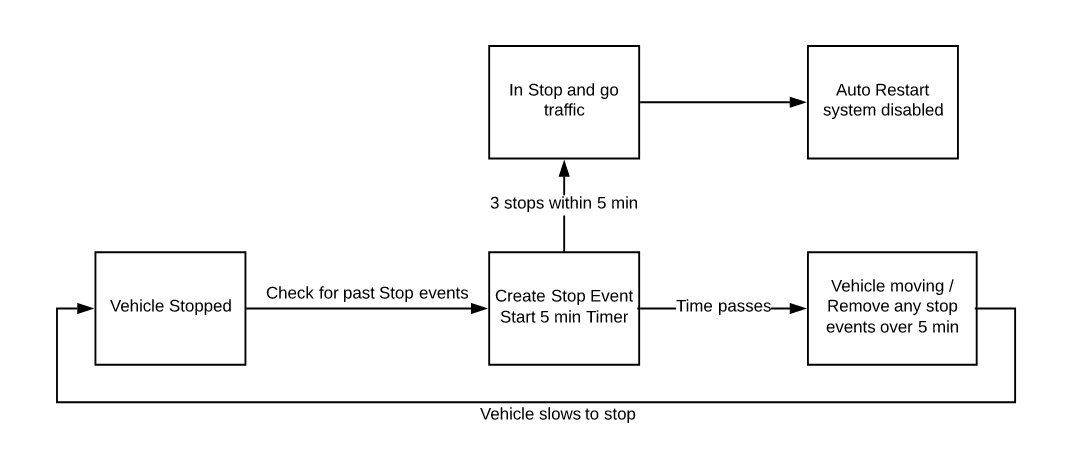 In Stop and go
traffic
Auto Restart
system disabled
3 stops within 5 min
Vehicle Stopped
Check for past Stop events
Create Stop Event
Start 5 min Timer
Time passes
Vehicle moving /
Remove any stop
events over 5 min
Vehicle slows to stop